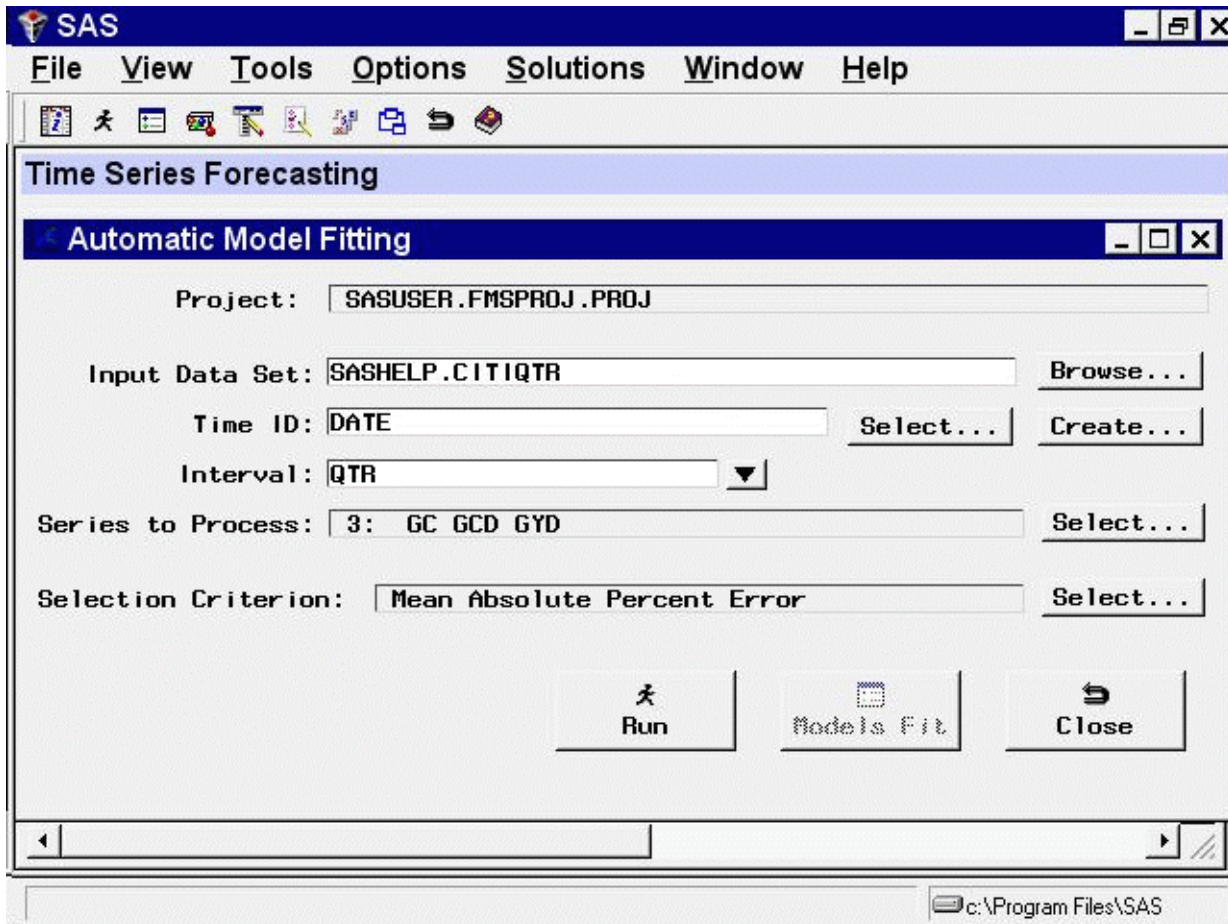 SAS
File View Tools Options Solutions Window Help
Time Series Forecasting
Automatic Model Fitting
Project: SASUSER.FMSPROJ.PROJ
Input Data Set: SASHELP.CITIQTR Browse...
Time ID: DATE Select... Create...
Interval: QTR
Series to Process: 3: GC GCD GYD Select...
Selection Criterion: Mean Absolute Percent Error Select...
Run Models Fit Close
c:\Program Files\SAS